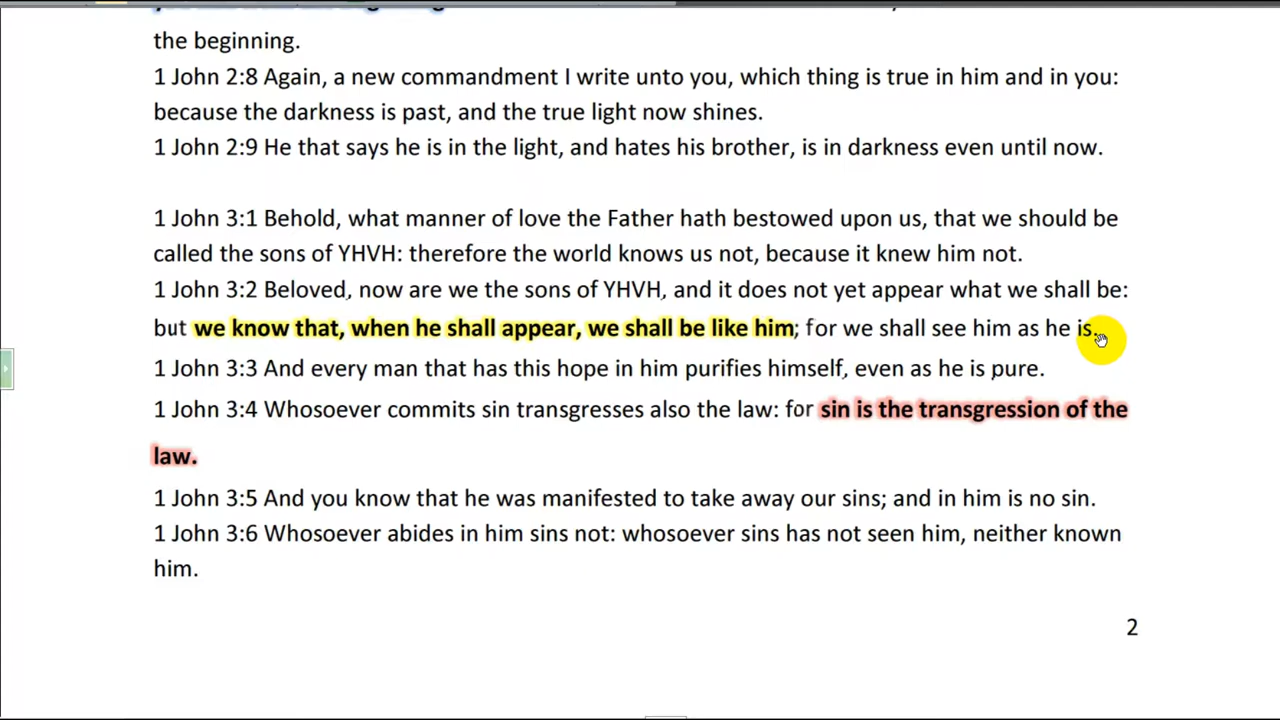 the beginning.
1 John 2:8 Again, a new commandment I write unto you, which thing is true in him and in you:
because the darkness is past, and the true light now shines.
1 John 2:9 He that says he is in the light, and hates his brother, is in darkness even until now.
1 John 3:1 Behold, what manner of love the Father hath bestowed upon us, that we should be
called the sons of YHVH: therefore the world knows us not, because it knew him not.
1 John 3:2 Beloved, now are we the sons of YHVH, and it does not yet appear what we shall be:
but we know that, when he shall appear, we shall be like him; for we shall see him as he is.
1 John 3:3 And every man that has this hope in him purifies himself, even as he is pure.
1 John 3:4 Whosoever commits sin transgresses also the law: for sin is the transgression of the
law.
1 John 3:5 And you know that he was manifested to take away our sins; and in him is no sin.
1 John 3:6 Whosoever abides in him sins not: whosoever sins has not seen him, neither known
him.
2